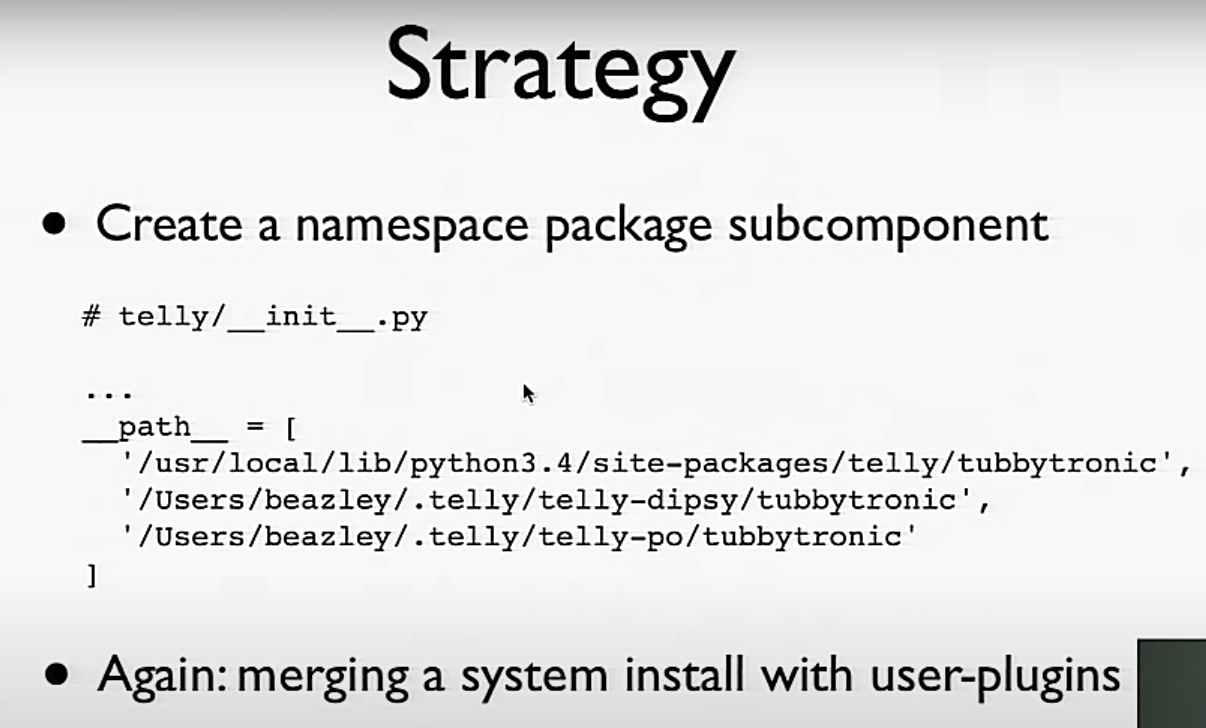 Strategy
• Create a namespace package subcomponent
# telly/__init__.py
...
__path__ = [
'/usr/local/lib/python3.4/site-packages/telly/tubbytronic',
'/Users/beazley/.telly/telly-dipsy/tubbytronic',
'/Users/beazley/.telly/telly-po/tubbytronic'
]
• Again: merging a system install with user-plugins